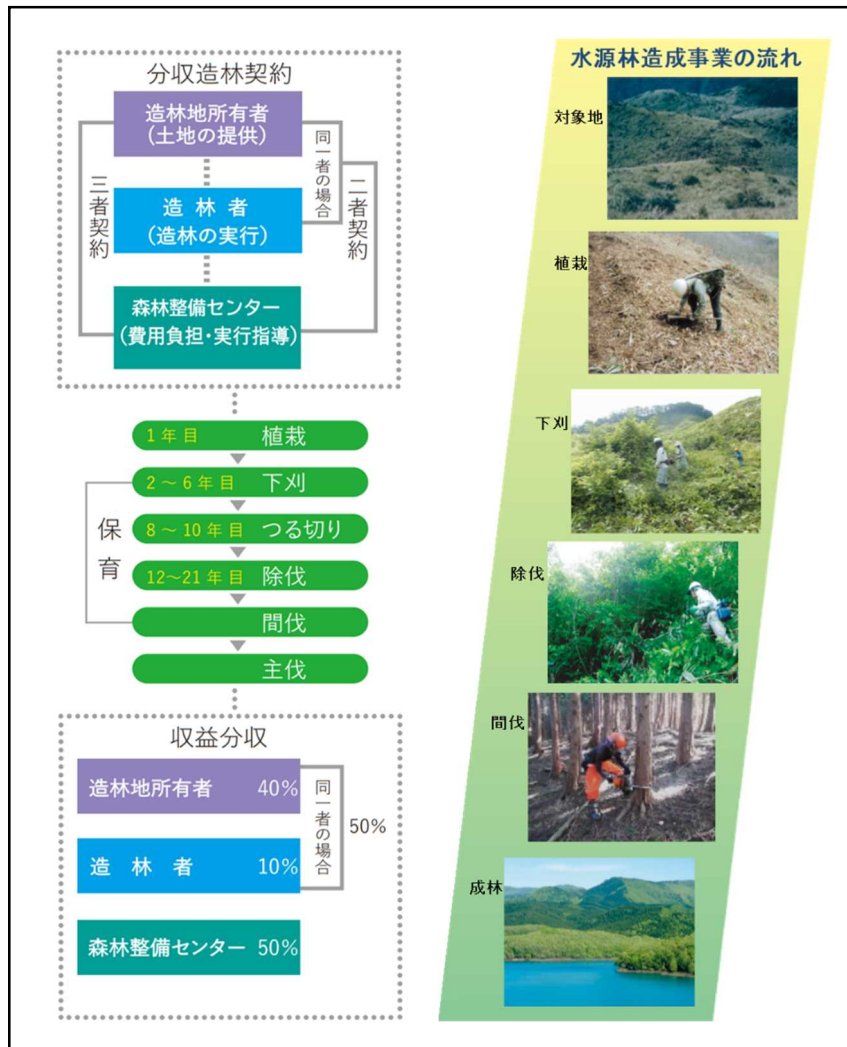 分収造林契約
造林地所有者
(土地の提供)
造林者
(造林の実行)
森林整備センター
(費用負担・実行指導)
三者契約
同一者の場合
二者契約
1年目 植栽
2～6年目 下刈
8～10年目 つる切り
12～21年目 除伐
間伐
主伐
保育
収益分収
造林地所有者 40%
造林者 10%
森林整備センター 50%
同一者の場合
50%
水源林造成事業の流れ
対象地
植栽
下刈
除伐
間伐
成林